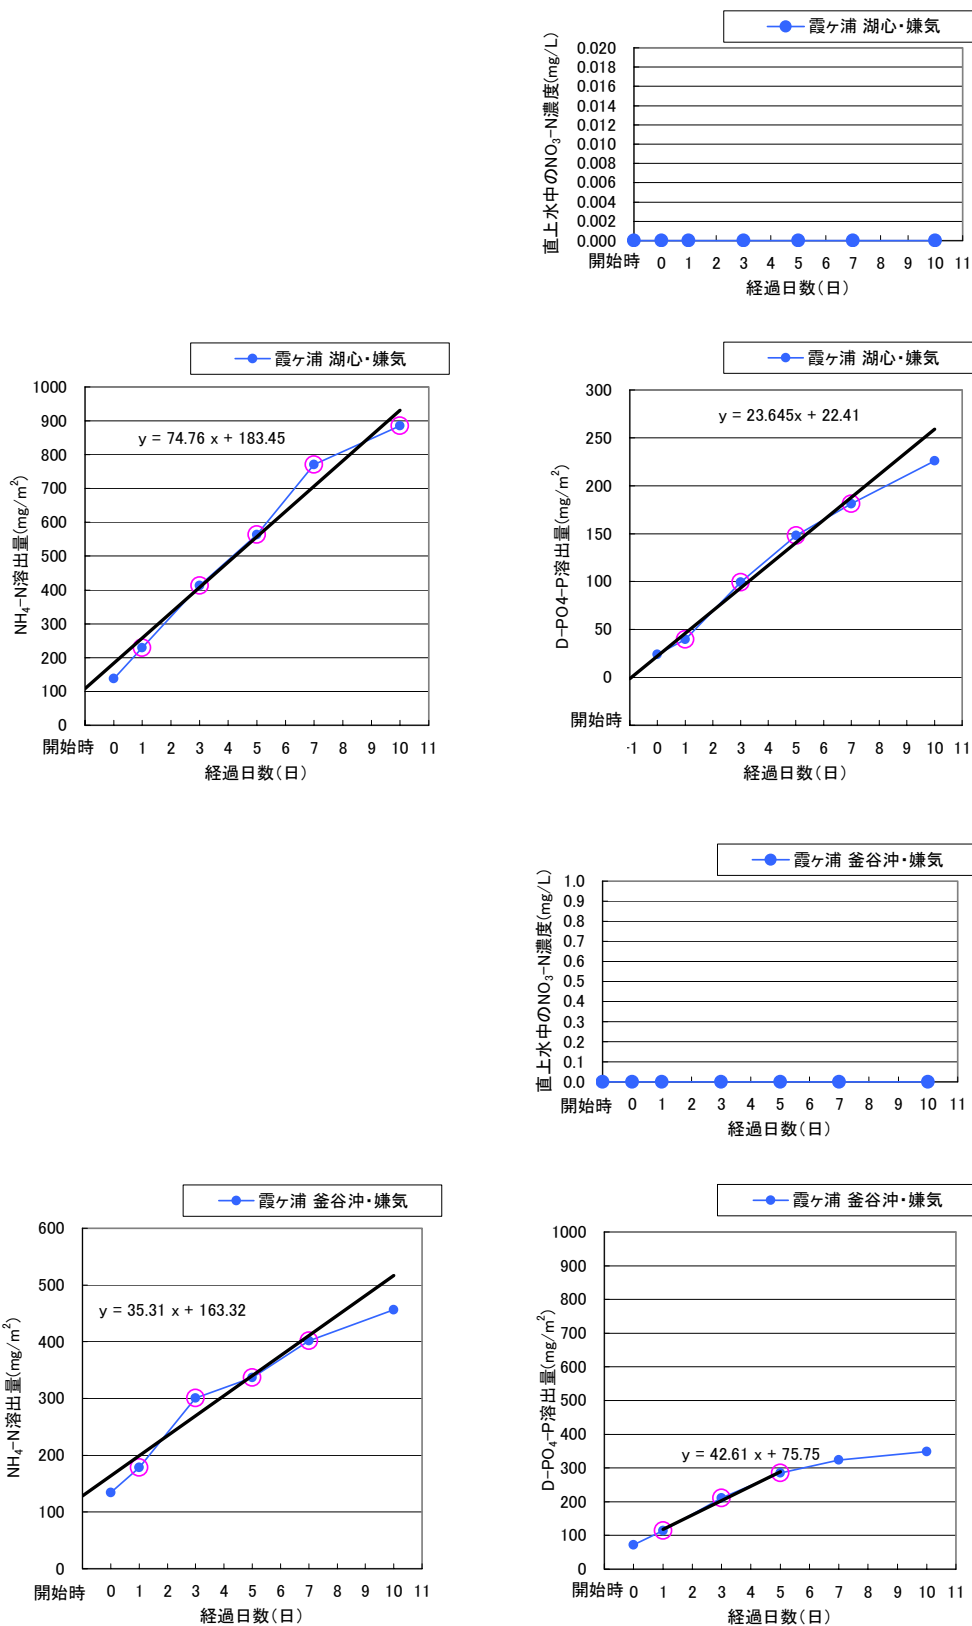 霞ヶ浦 湖心・嫌気
直上水中のNO₃-N濃度(mg/L)
0.020
0.018
0.016
0.014
0.012
0.010
0.008
0.006
0.004
0.002
0.000
開始時 0 1 2 3 4 5 6 7 8 9 10 11
経過日数(日)
霞ヶ浦 湖心・嫌気
NH₄-N溶出量(mg/m²)
1000
900
800
700
600
500
400
300
200
100
0
y = 74.76 x + 183.45
開始時 0 1 2 3 4 5 6 7 8 9 10 11
経過日数(日)
霞ヶ浦 湖心・嫌気
D-PO4-P溶出量(mg/m²)
300
250
200
150
100
50
0
y = 23.645x + 22.41
開始時
-1 0 1 2 3 4 5 6 7 8 9 10 11
経過日数(日)
霞ヶ浦 釜谷沖・嫌気
直上水中のNO₃-N濃度(mg/L)
1.0
0.9
0.8
0.7
0.6
0.5
0.4
0.3
0.2
0.1
0.0
開始時 0 1 2 3 4 5 6 7 8 9 10 11
経過日数(日)
霞ヶ浦 釜谷沖・嫌気
NH₄-N溶出量(mg/m²)
600
500
400
300
200
100
0
y = 35.31 x + 163.32
開始時 0 1 2 3 4 5 6 7 8 9 10 11
経過日数(日)
霞ヶ浦 釜谷沖・嫌気
D-PO₄-P溶出量(mg/m²)
1000
900
800
700
600
500
400
300
200
100
0
y = 42.61 x + 75.75
開始時 0 1 2 3 4 5 6 7 8 9 10 11
経過日数(日)